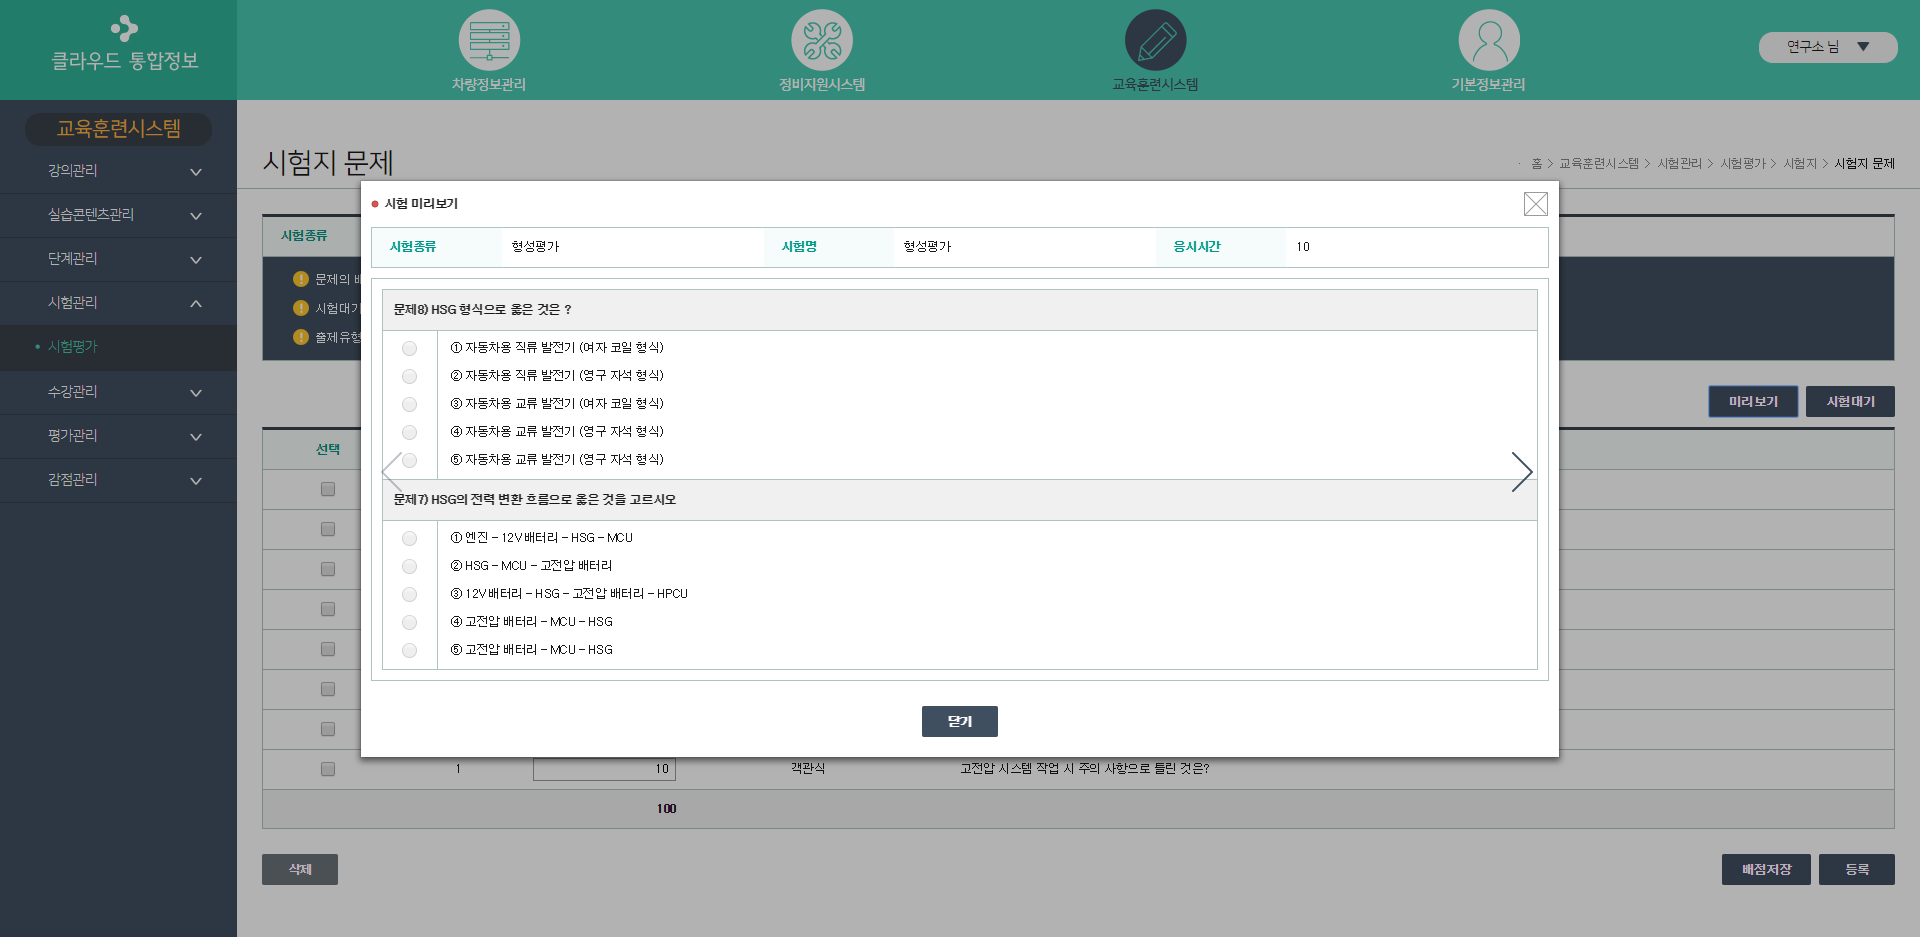 클라우드 통합정보
차량정보관리
정비지원시스템
교육훈련시스템
기본정보관리
연구소 님 ▼
교육훈련시스템
강의관리
실습콘텐츠관리
단계관리
시험관리
• 시험평가
수강관리
평가관리
감점관리
시험지 문제
홈 > 교육훈련시스템 > 시험관리 > 시험평가 > 시험지 > 시험지 문제
시험종류
문제의
시험대기
출제유형
미리보기
시험대기
선택
시험 미리보기
시험종류 형성평가 시험명 형성평가 응시시간 10
문제8) HSG 형식으로 옳은 것은 ?
① 자동차용 직류 발전기 (여자 코일 형식)
② 자동차용 직류 발전기 (영구 자석 형식)
③ 자동차용 교류 발전기 (여자 코일 형식)
④ 자동차용 교류 발전기 (영구 자석 형식)
⑤ 자동차용 교류 발전기 (영구 자석 형식)
문제7) HSG의 전력 변환 흐름으로 옳은 것을 고르시오
① 엔진 - 12V배터리 - HSG - MCU
② HSG - MCU - 고전압 배터리
③ 12V배터리 - HSG - 고전압 배터리 - HPCU
④ 고전압 배터리 - MCU - HSG
⑤ 고전압 배터리 - MCU - HSG
닫기
1 10 객관식 고전압 시스템 작업 시 주의 사항으로 틀린 것은?
100
삭제
배점저장
등록